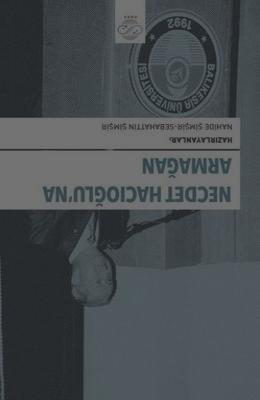 NECDET HACIOĞLU'NA
ARMAĞAN
HAZIRLAYANLAR:
NAHİDE ŞİMŞİR-SEBAHATTİN ŞİMŞİR
BALIKESİR ÜNİVERSİTESİ
1992